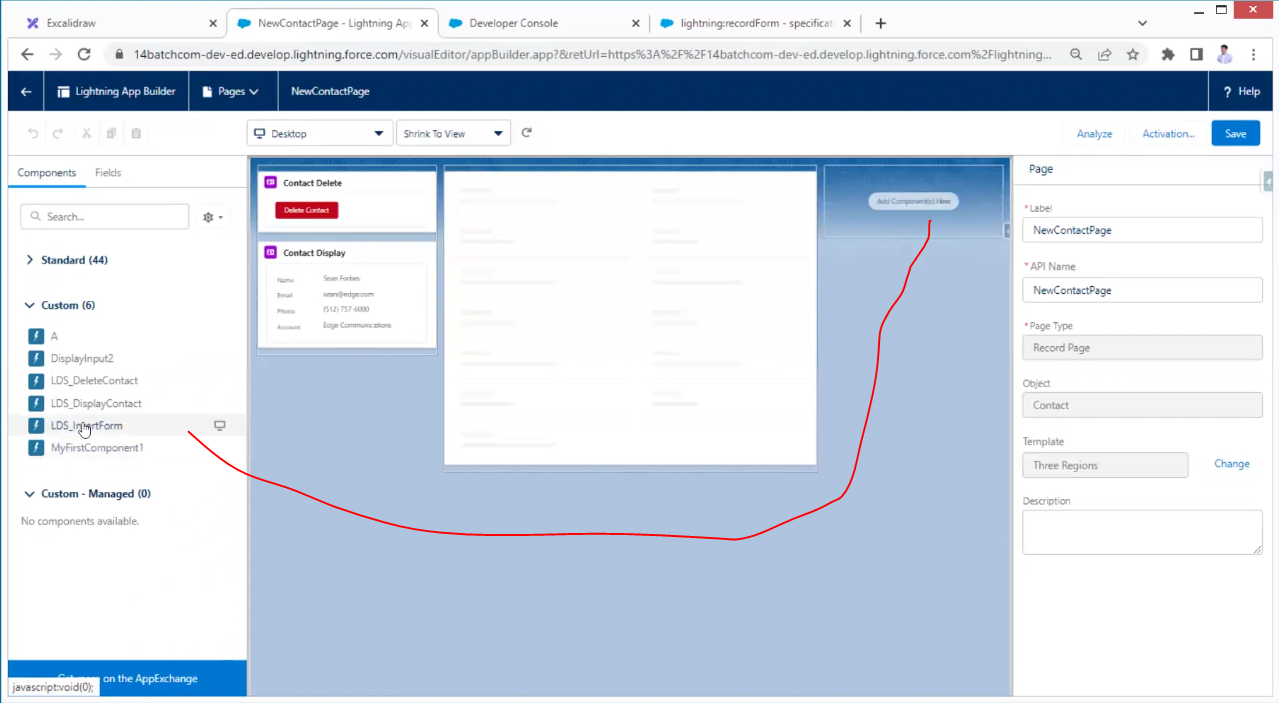 Excalidraw
NewContactPage - Lightning Ap
Developer Console
lightning:recordForm - specificat
14batchcom-dev-ed.develop.lightning.force.com/visualEditor/appBuilder.app?&retUrl=https%3A%2F%2F14batchcom-dev-ed.develop.lightning.force.com%2Flightning...
Lightning App Builder
Pages
NewContactPage
? Help
Desktop
Shrink To View
Analyze
Activation...
Save
Components
Fields
Search...
Standard (44)
Custom (6)
A
DisplayInput2
LDS_DeleteContact
LDS_DisplayContact
LDS_InsertForm
MyFirstComponent1
Custom - Managed (0)
No components available.
on the AppExchange
javascript:void(0);
Contact Delete
Delete Contact
Contact Display
Name Sean Forbes
Email sean@edge.com
Phone (512) 757-6000
Account Edge Communications
Add Component(s) Here
Page
*Label
NewContactPage
*API Name
NewContactPage
*Page Type
Record Page
Object
Contact
Template
Three Regions
Change
Description